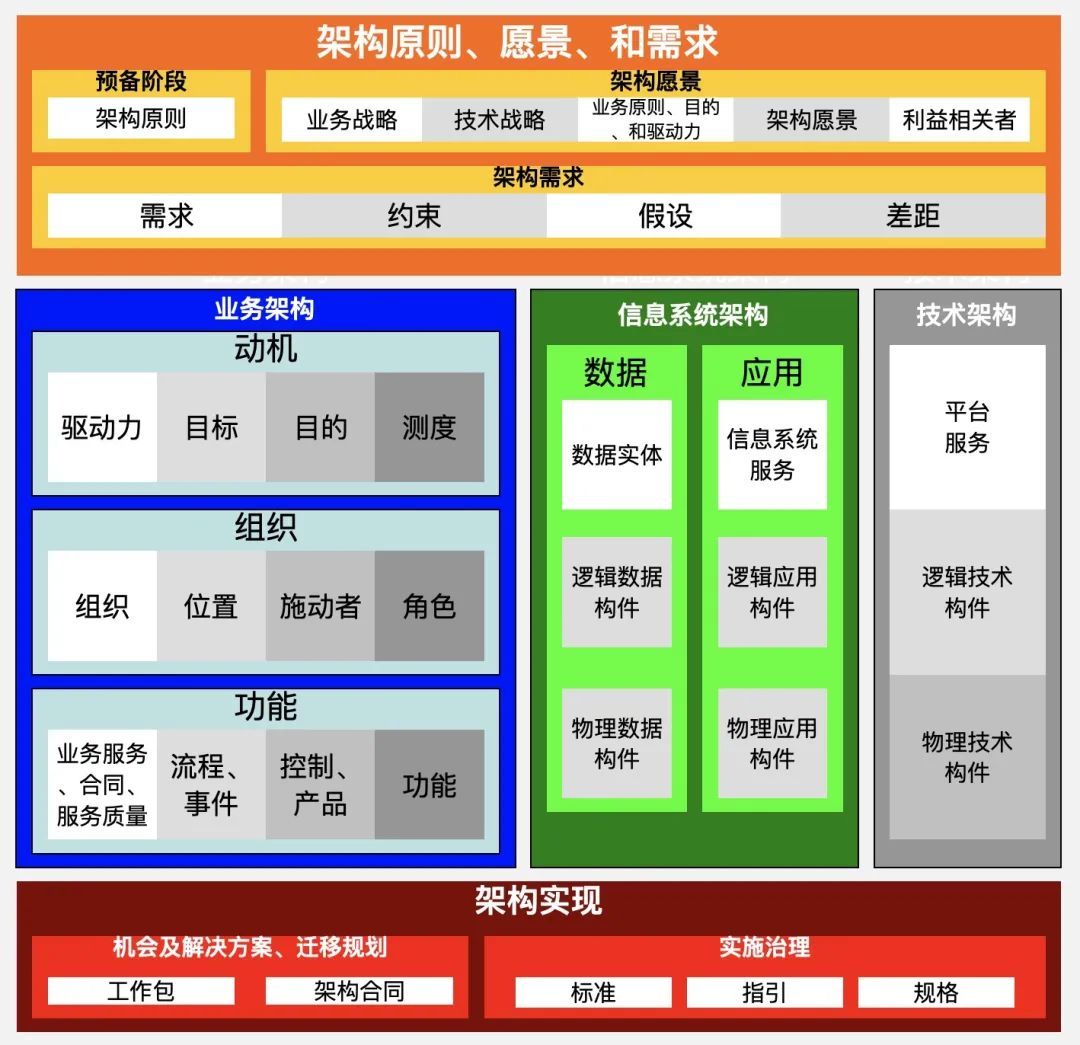 架构原则、愿景、和需求
预备阶段
架构原则
架构愿景
业务战略
技术战略
业务原则、目的
、和驱动力
架构愿景
利益相关者
架构需求
需求
约束
假设
差距
业务架构
动机
驱动力
目标
目的
测度
组织
组织
位置
施动者
角色
功能
业务服务
、合同、
服务质量
流程、
事件
控制、
产品
功能
信息系统架构
数据
数据实体
逻辑数据
构件
物理数据
构件
应用
信息系统
服务
逻辑应用
构件
物理应用
构件
技术架构
平台
服务
逻辑技术
构件
物理技术
构件
架构实现
机会及解决方案、迁移规划
工作包
架构合同
实施治理
标准
指引
规格